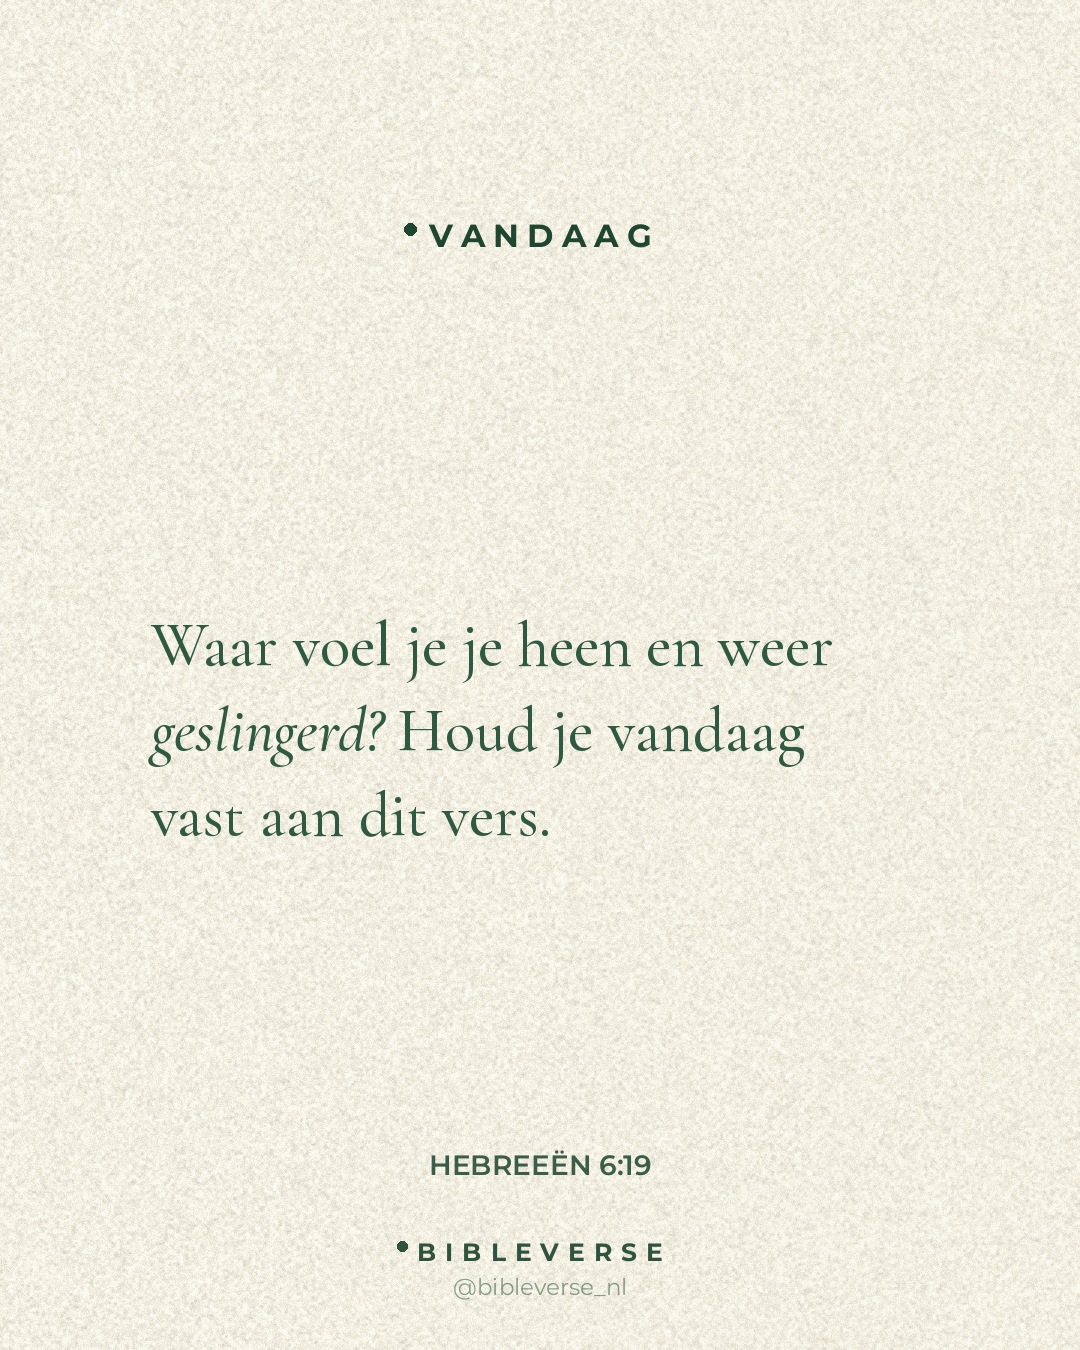 VANDAAG
Waar voel je je heen en weer
geslingerd? Houd je vandaag
vast aan dit vers.
HEBREEËN 6:19
BIBLEVERSE
@bibleverse_nl